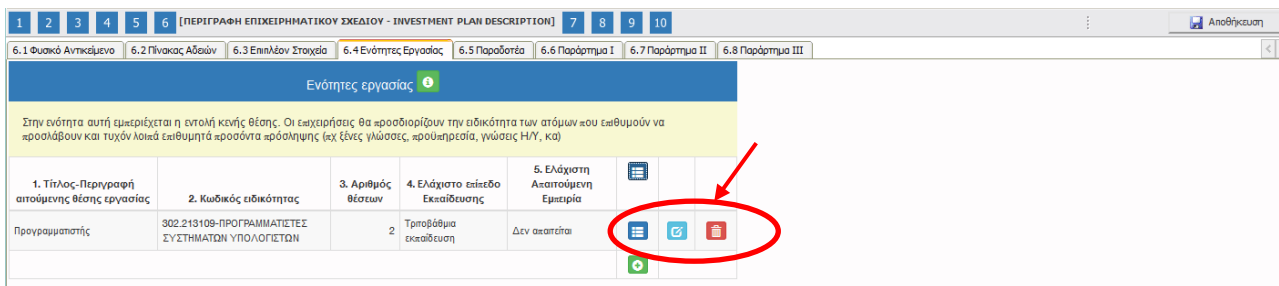 1 2 3 4 5 6 [ΠΕΡΙΓΡΑΦΗ ΕΠΙΧΕΙΡΗΜΑΤΙΚΟΥ ΣΧΕΔΙΟΥ - INVESTMENT PLAN DESCRIPTION] 7 8 9 10 Αποθήκευση
6.1 Φυσικό Αντικείμενο 6.2 Πίνακας Αδειών 6.3 Επιπλέον Στοιχεία 6.4 Ενότητες Εργασίας 6.5 Παραδοτέα 6.6 Παράρτημα I 6.7 Παράρτημα II 6.8 Παράρτημα III
Ενότητες εργασίας
Στην ενότητα αυτή εμπεριέχεται η εντολή κενής θέσης. Οι επιχειρήσεις θα προσδιορίζουν την ειδικότητα των ατόμων που επιθυμούν να
προσλάβουν και τυχόν λοιπά επιθυμητά προσόντα πρόσληψης (πχ ξένες γλώσσες, προϋπηρεσία, γνώσεις Η/Υ, κα)
1. Τίτλος-Περιγραφή
αιτούμενης θέσης εργασίας
2. Κωδικός ειδικότητας
3. Αριθμός
θέσεων
4. Ελάχιστο επίπεδο
Εκπαίδευσης
5. Ελάχιστη
Απαιτούμενη
Εμπειρία
Προγραμματιστής
302.213109-ΠΡΟΓΡΑΜΜΑΤΙΣΤΕΣ
ΣΥΣΤΗΜΑΤΩΝ ΥΠΟΛΟΓΙΣΤΩΝ
2
Τριτοβάθμια
εκπαίδευση
Δεν απαιτείται